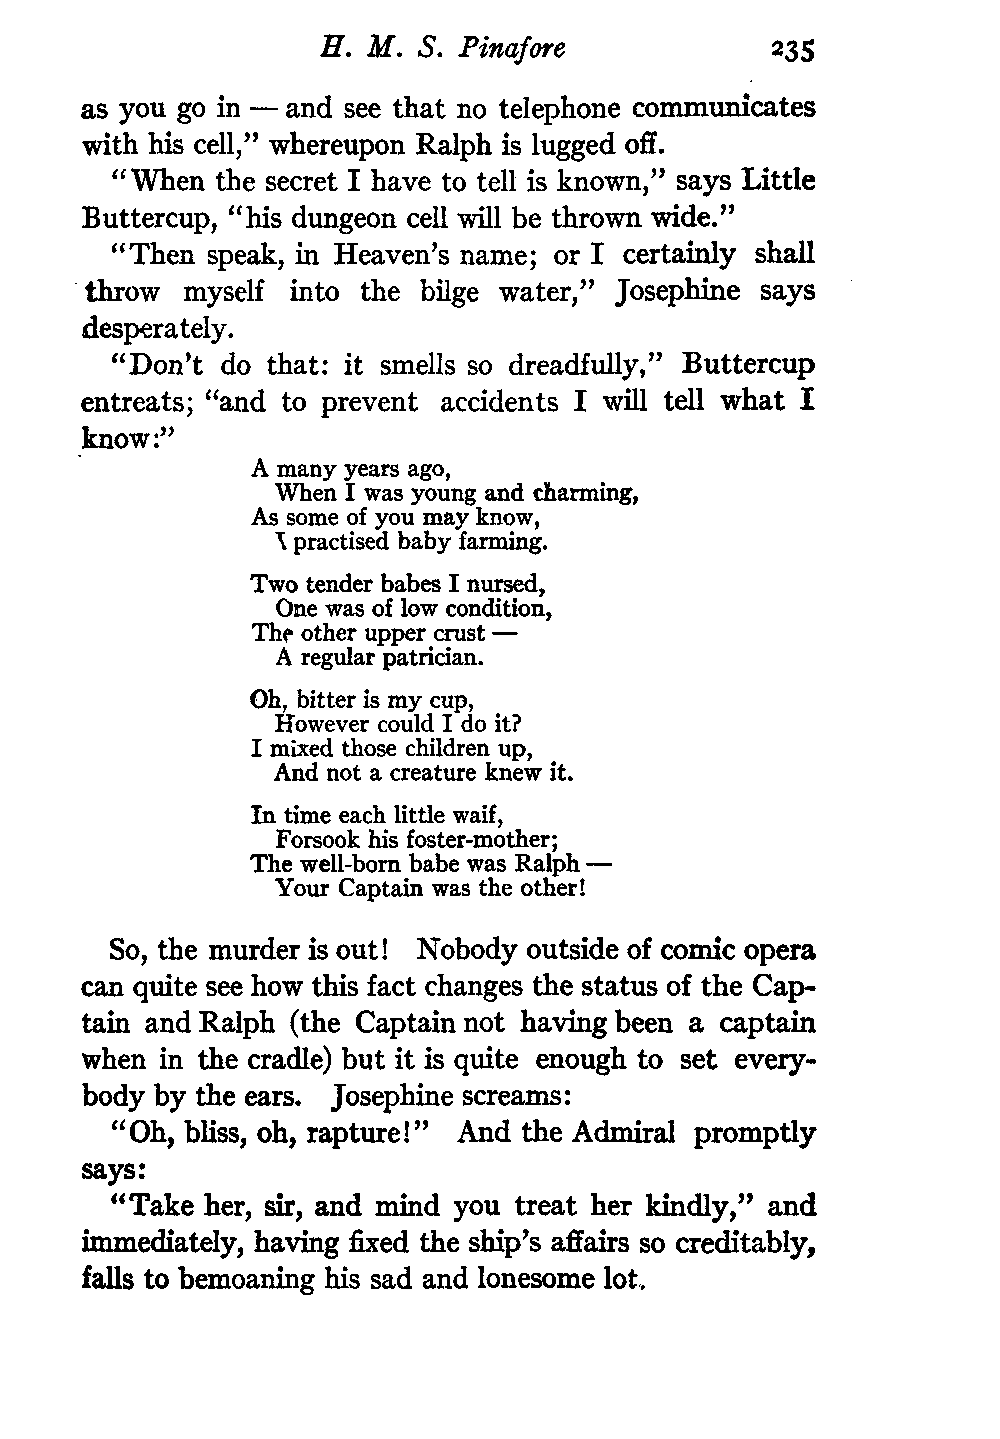 H. M. S. Pinafore 235
as you go in — and see that no telephone communicates
with his cell,” whereupon Ralph is lugged off.
“When the secret I have to tell is known,” says Little
Buttercup, “his dungeon cell will be thrown wide.”
“Then speak, in Heaven’s name; or I certainly shall
throw myself into the bilge water,” Josephine says
desperately.
“Don’t do that: it smells so dreadfully,” Buttercup
entreats; “and to prevent accidents I will tell what I
know:”
A many years ago,
When I was young and charming,
As some of you may know,
I practised baby farming.
Two tender babes I nursed,
One was of low condition,
The other upper crust —
A regular patrician.
Oh, bitter is my cup,
However could I do it?
I mixed those children up,
And not a creature knew it.
In time each little waif,
Forsook his foster-mother;
The well-born babe was Ralph —
Your Captain was the other!
So, the murder is out! Nobody outside of comic opera
can quite see how this fact changes the status of the Cap-
tain and Ralph (the Captain not having been a captain
when in the cradle) but it is quite enough to set every-
body by the ears. Josephine screams:
“Oh, bliss, oh, rapture!” And the Admiral promptly
says:
“Take her, sir, and mind you treat her kindly,” and
immediately, having fixed the ship’s affairs so creditably,
falls to bemoaning his sad and lonesome lot.